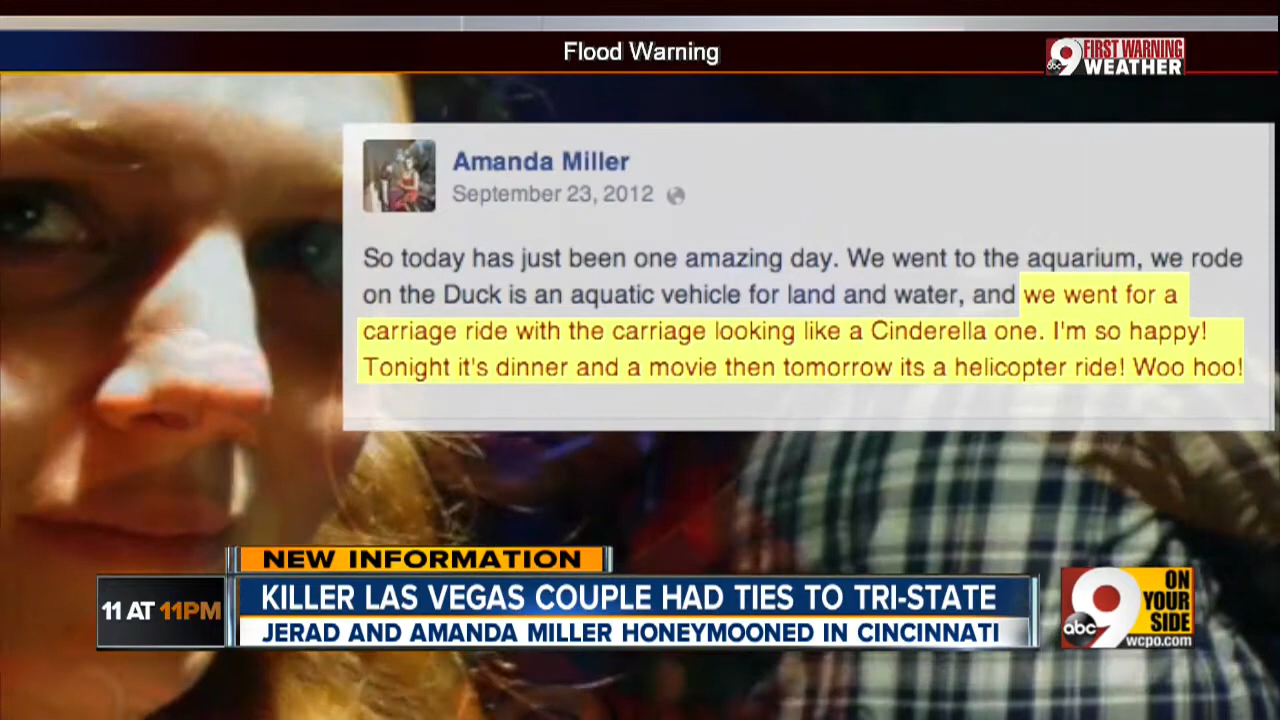 Flood Warning
abc 9 FIRST WARNING
WEATHER
Amanda Miller
September 23, 2012
So today has just been one amazing day. We went to the aquarium, we rode
on the Duck is an aquatic vehicle for land and water, and we went for a
carriage ride with the carriage looking like a Cinderella one. I'm so happy!
Tonight it's dinner and a movie then tomorrow its a helicopter ride! Woo hoo!
NEW INFORMATION
11 AT 11PM
KILLER LAS VEGAS COUPLE HAD TIES TO TRI-STATE
JERAD AND AMANDA MILLER HONEYMOONED IN CINCINNATI
abc 9 ON
YOUR
SIDE
wcpo.com